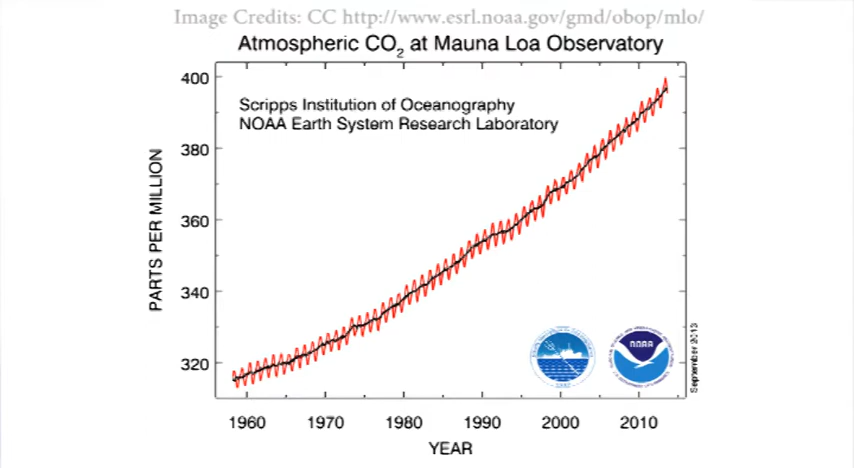 Image Credits: CC http://www.esrl.noaa.gov/gmd/obop/mlo/
Atmospheric CO2 at Mauna Loa Observatory
Scripps Institution of Oceanography
NOAA Earth System Research Laboratory
PARTS PER MILLION
400
380
360
340
320
1960 1970 1980 1990 2000 2010
YEAR
NOAA
September 2013